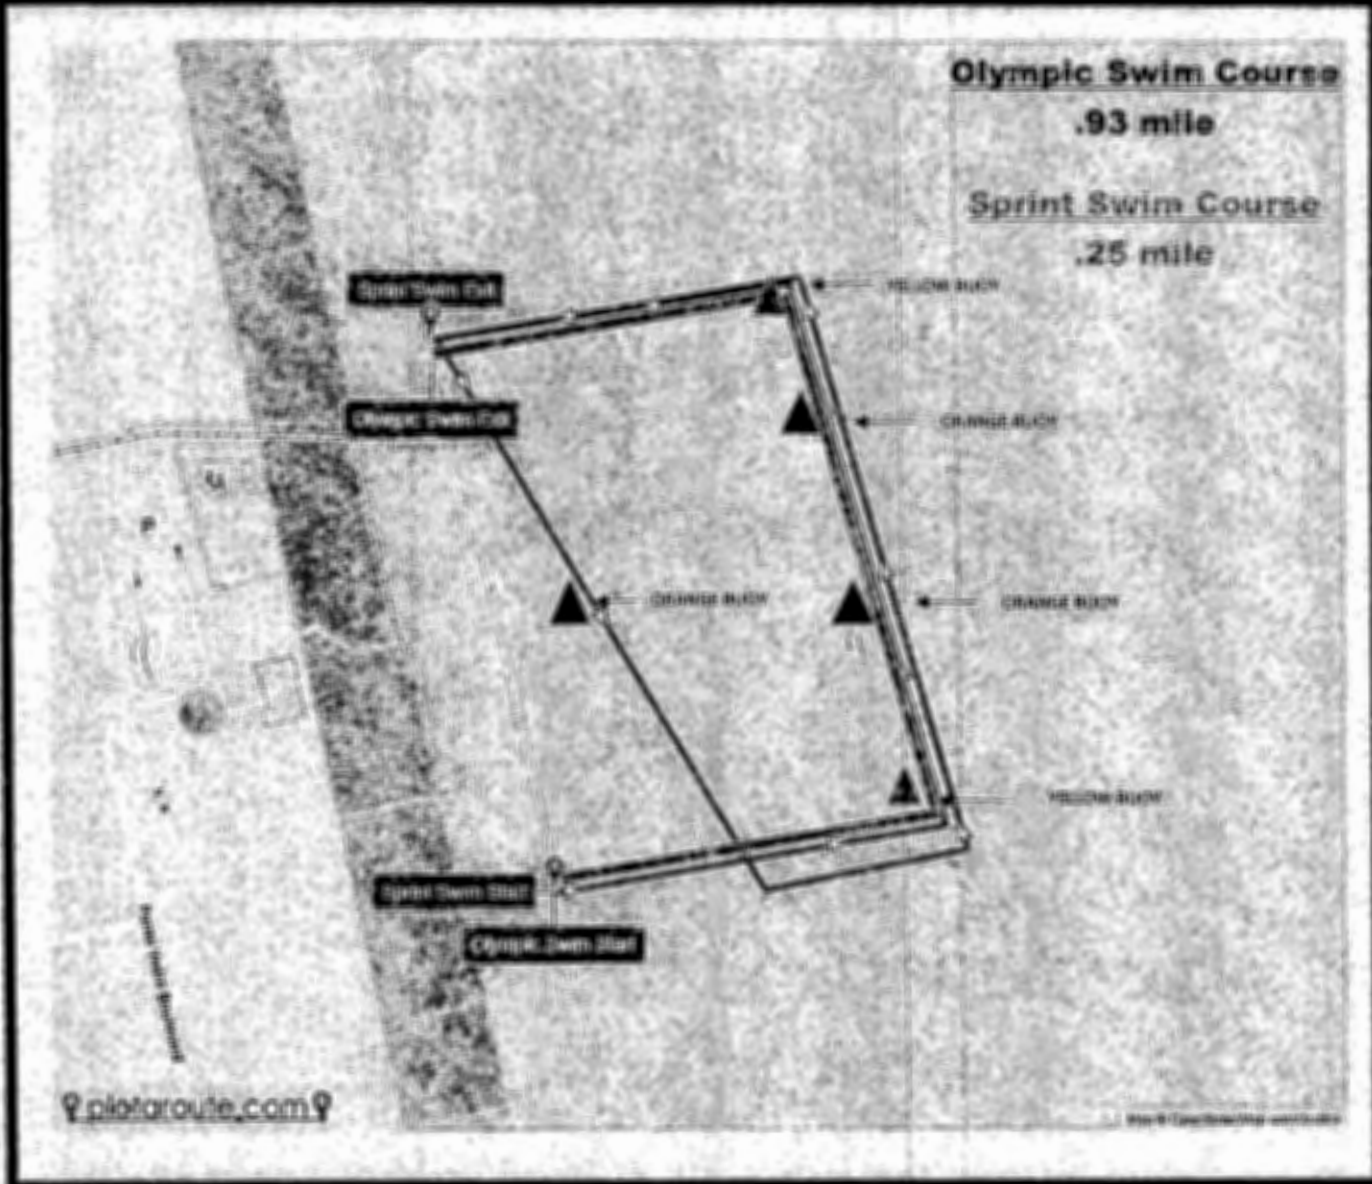 Olympic Swim Course
.93 mile
Sprint Swim Course
.25 mile
Sprint Swim Exit
YELLOW BUOY
Olympic Swim Exit
ORANGE BUOY
P
ORANGE BUOY
ORANGE BUOY
YELLOW BUOY
Sprint Swim Start
Olympic Swim Start
plotaroute.com